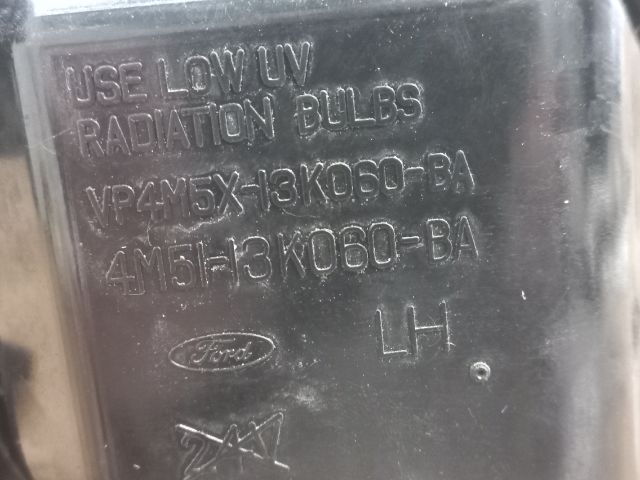 USE LOW UV
RADIATION BULBS
VP4M5X-13K060-BA
4M51-13K060-BA
LH
Ford